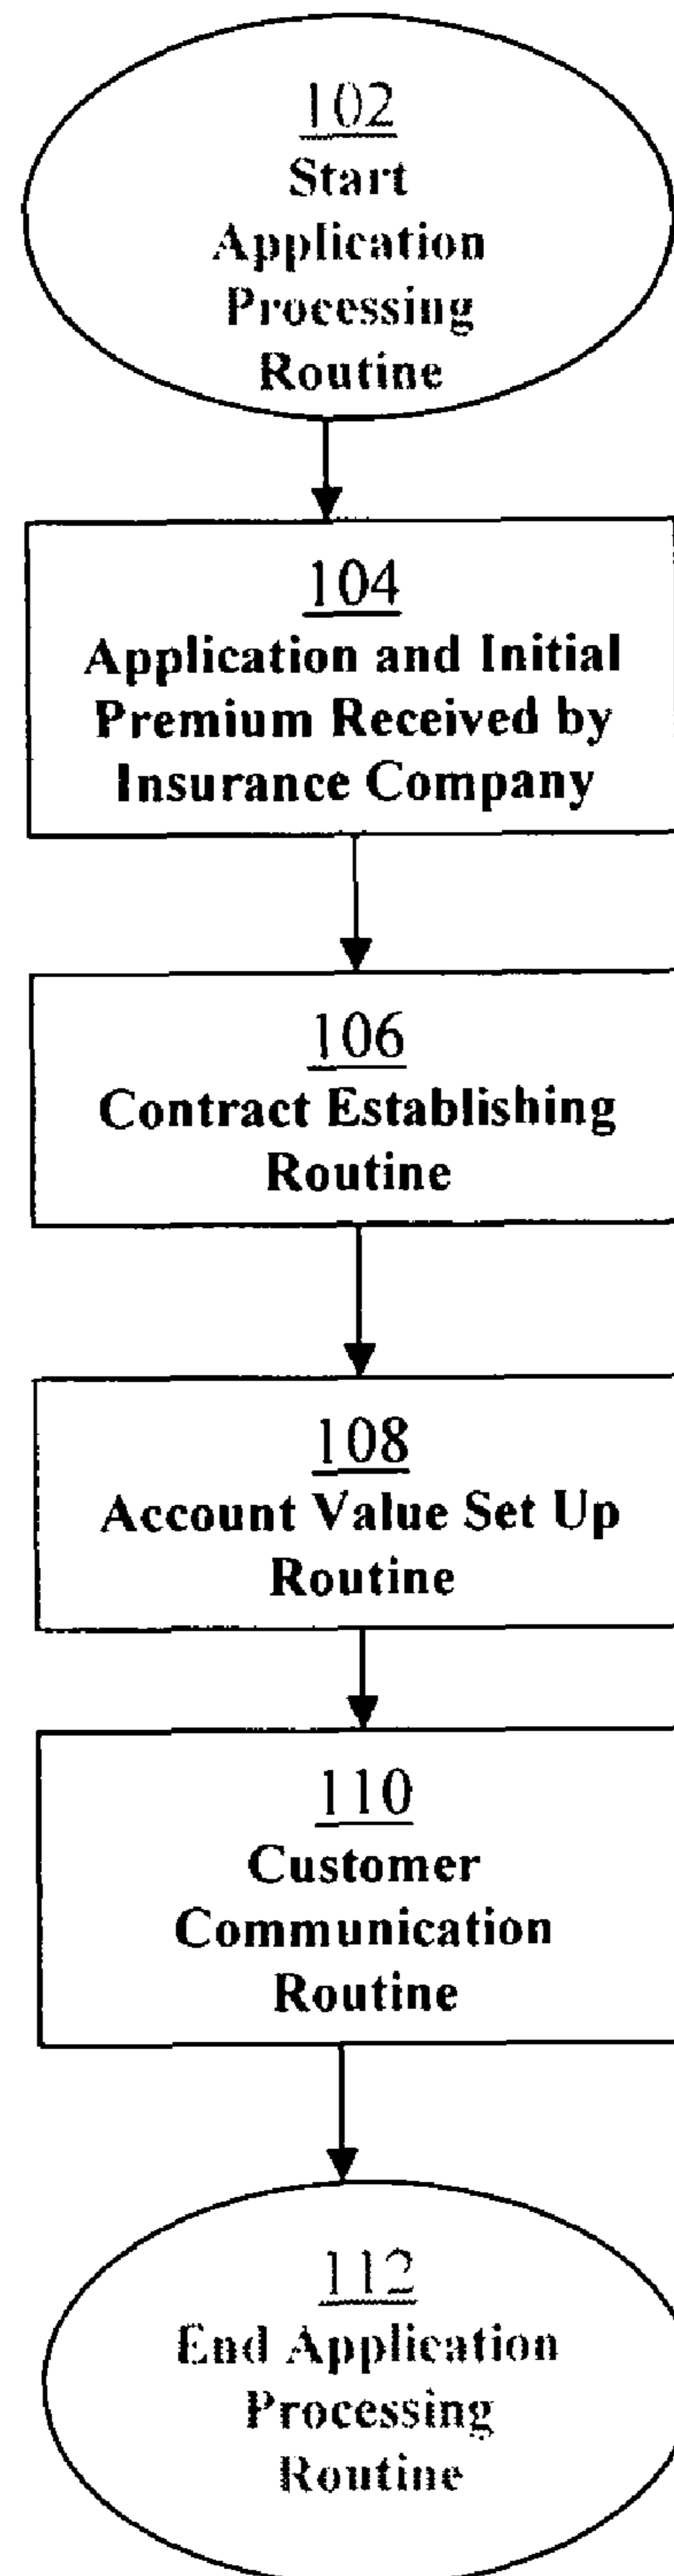 102
Start
Application
Processing
Routine
104
Application and Initial
Premium Received by
Insurance Company
106
Contract Establishing
Routine
108
Account Value Set Up
Routine
110
Customer
Communication
Routine
112
End Application
Processing
Routine